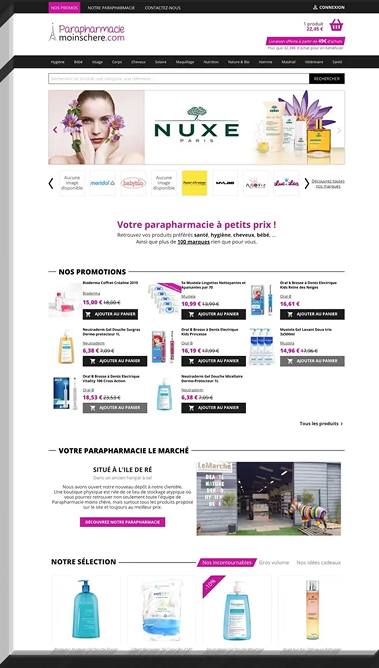 NOS PROMOS NOTRE PARAPHARMACIE CONTACTEZ-NOUS CONNEXION
Parapharmacie
moinschere.com
1 produit
22,45 €
Livraison offerte à partir de 49€ d'achats
Plus que 32,38€ d'achat pour en bénéficier
Hygiène Bébé Visage Corps Cheveux Solaire Maquillage Nutrition Nature & Bio Homme Matériel Vétérinaire Santé
RECHERCHER
NUXE
PARIS
Aucune image disponible
meridol
babybio
Aucune image disponible
MYLAB
Découvrez toutes nos marques
Votre parapharmacie à petits prix !
Retrouvez vos produits préférés santé, hygiène, cheveux, bébé, ...
Ainsi que plus de 100 marques rien que pour vous.
NOS PROMOTIONS
Bioderma Coffret Créaline 2019
Bioderma
15,00 € 18,00 €
AJOUTER AU PANIER
5x Mustela Lingettes Nettoyantes et Apaisantes par 70
Mustela
10,99 € 13,99 €
AJOUTER AU PANIER
Oral B Brosse à Dents Electrique Kids Reine des Neiges
Oral B
16,61 €
AJOUTER AU PANIER
Neutraderm Gel Douche Surgras Dermo-Protecteur 1L
Neutraderm
6,38 € 7,09 €
AJOUTER AU PANIER
Oral B Brosse à Dents Electrique Kids Princesse
Oral B
16,19 € 17,99 €
AJOUTER AU PANIER
Mustela Gel Lavant Doux trio 3x500ml
Mustela
14,96 € 17,96 €
AJOUTER AU PANIER
Oral B Brosse à Dents Electrique Vitality 100 Cross Action
Oral B
18,53 € 23,53 €
AJOUTER AU PANIER
Neutraderm Gel Douche Micellaire Dermo-Protecteur 1L
Neutraderm
6,38 € 7,09 €
AJOUTER AU PANIER
Tous les produits
VOTRE PARAPHARMACIE LE MARCHÉ
SITUÉ À L'ILE DE RÉ
Dans un ancien hangar à sel
Nous avons ouvert notre nouveau dépôt à notre clientèle.
Une boutique physique est née de ce lieu de stockage atypique où
vous pourrez retrouver non seulement toute l'équipe de
Parapharmacie moins chère, mais surtout tous les produits proposé
sur le site et toujours au meilleur prix.
DÉCOUVREZ NOTRE PARAPHARMACIE
LeMarché
BEAUTÉ
NATURE
BIEN
NOTRE SÉLECTION
Nos incontournables Gros volume Nos idées cadeaux
-10%